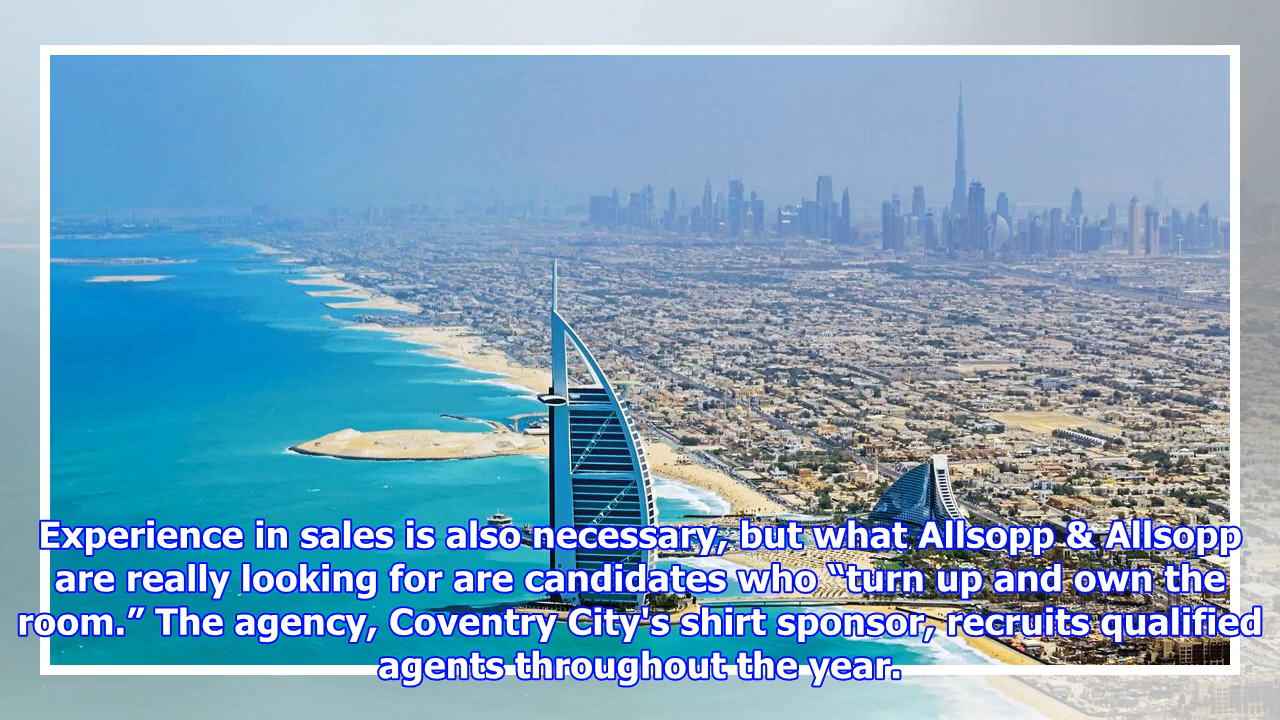 Experience in sales is also necessary, but what Allsopp & Allsopp
are really looking for are candidates who “turn up and own the
room.” The agency, Coventry City's shirt sponsor, recruits qualified
agents throughout the year.